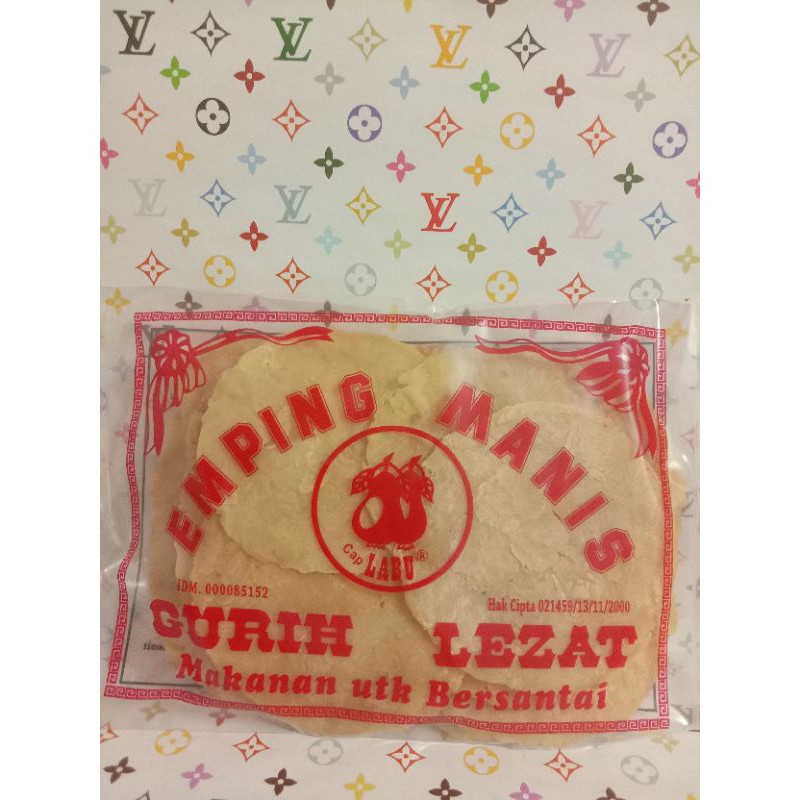 EMPING MANIS
Cap
LABU®
IDM. 000085152
Hak Cipta 021459/13/11/2000
GURIH LEZAT
Makanan utk Bersantai